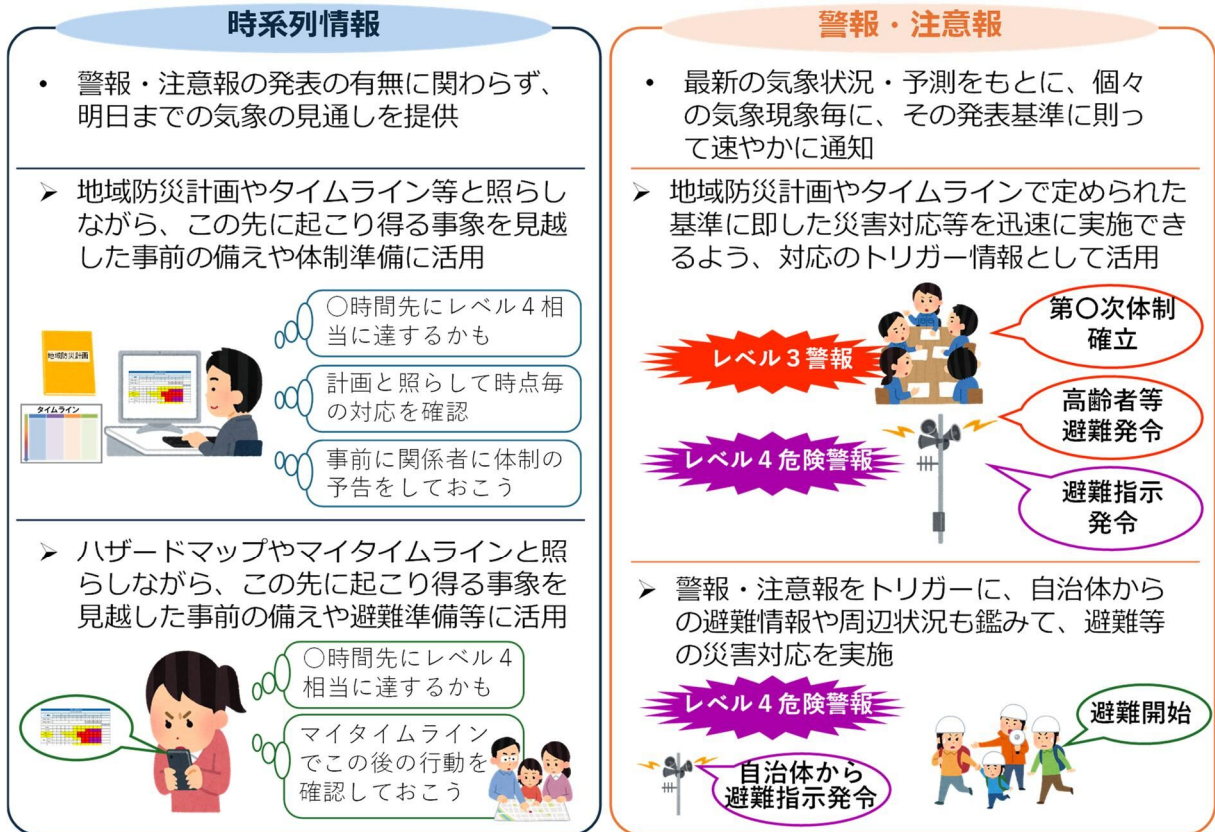 時系列情報
• 警報・注意報の発表の有無に関わらず、
明日までの気象の見通しを提供
➢ 地域防災計画やタイムライン等と照らし
ながら、この先に起こり得る事象を見越
した事前の備えや体制準備に活用
地域防災計画
タイムライン
○時間先にレベル４相
当に達するかも
計画と照らして時点毎
の対応を確認
事前に関係者に体制の
予告をしておこう
➢ ハザードマップやマイタイムラインと照
らしながら、この先に起こり得る事象を
見越した事前の備えや避難準備等に活用
○時間先にレベル４
相当に達するかも
マイタイムライン
でこの後の行動を
確認しておこう
警報・注意報
• 最新の気象状況・予測をもとに、個々
の気象現象毎に、その発表基準に則っ
て速やかに通知
➢ 地域防災計画やタイムラインで定められた
基準に即した災害対応等を迅速に実施でき
るよう、対応のトリガー情報として活用
レベル３警報
第〇次体制
確立
高齢者等
避難発令
レベル４危険警報
避難指示
発令
➢ 警報・注意報をトリガーに、自治体から
の避難情報や周辺状況も鑑みて、避難等
の災害対応を実施
レベル４危険警報
自治体から
避難指示発令
避難開始